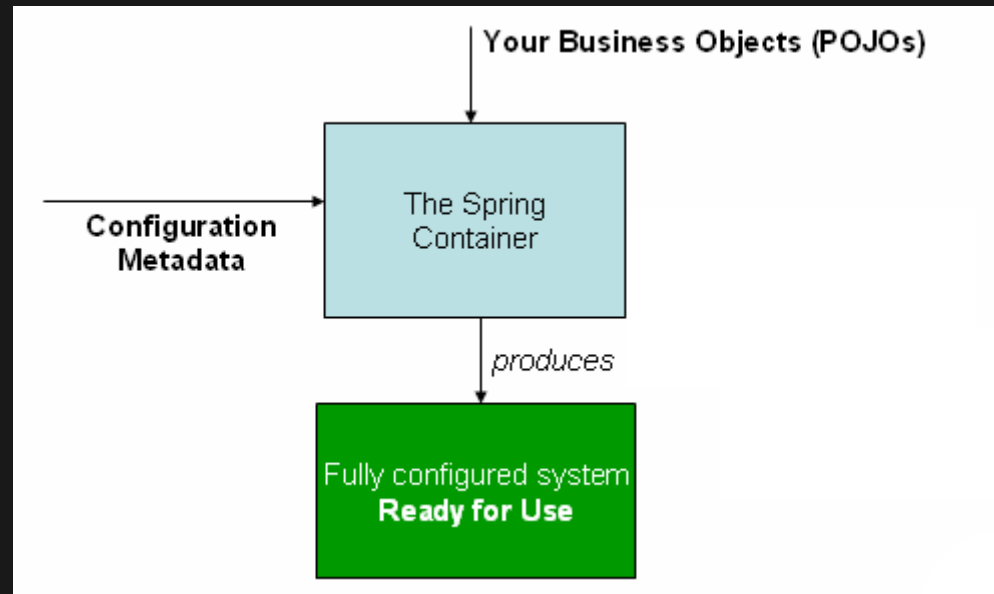 Your Business Objects (POJOs)
Configuration
Metadata
The Spring
Container
produces
Fully configured system
Ready for Use